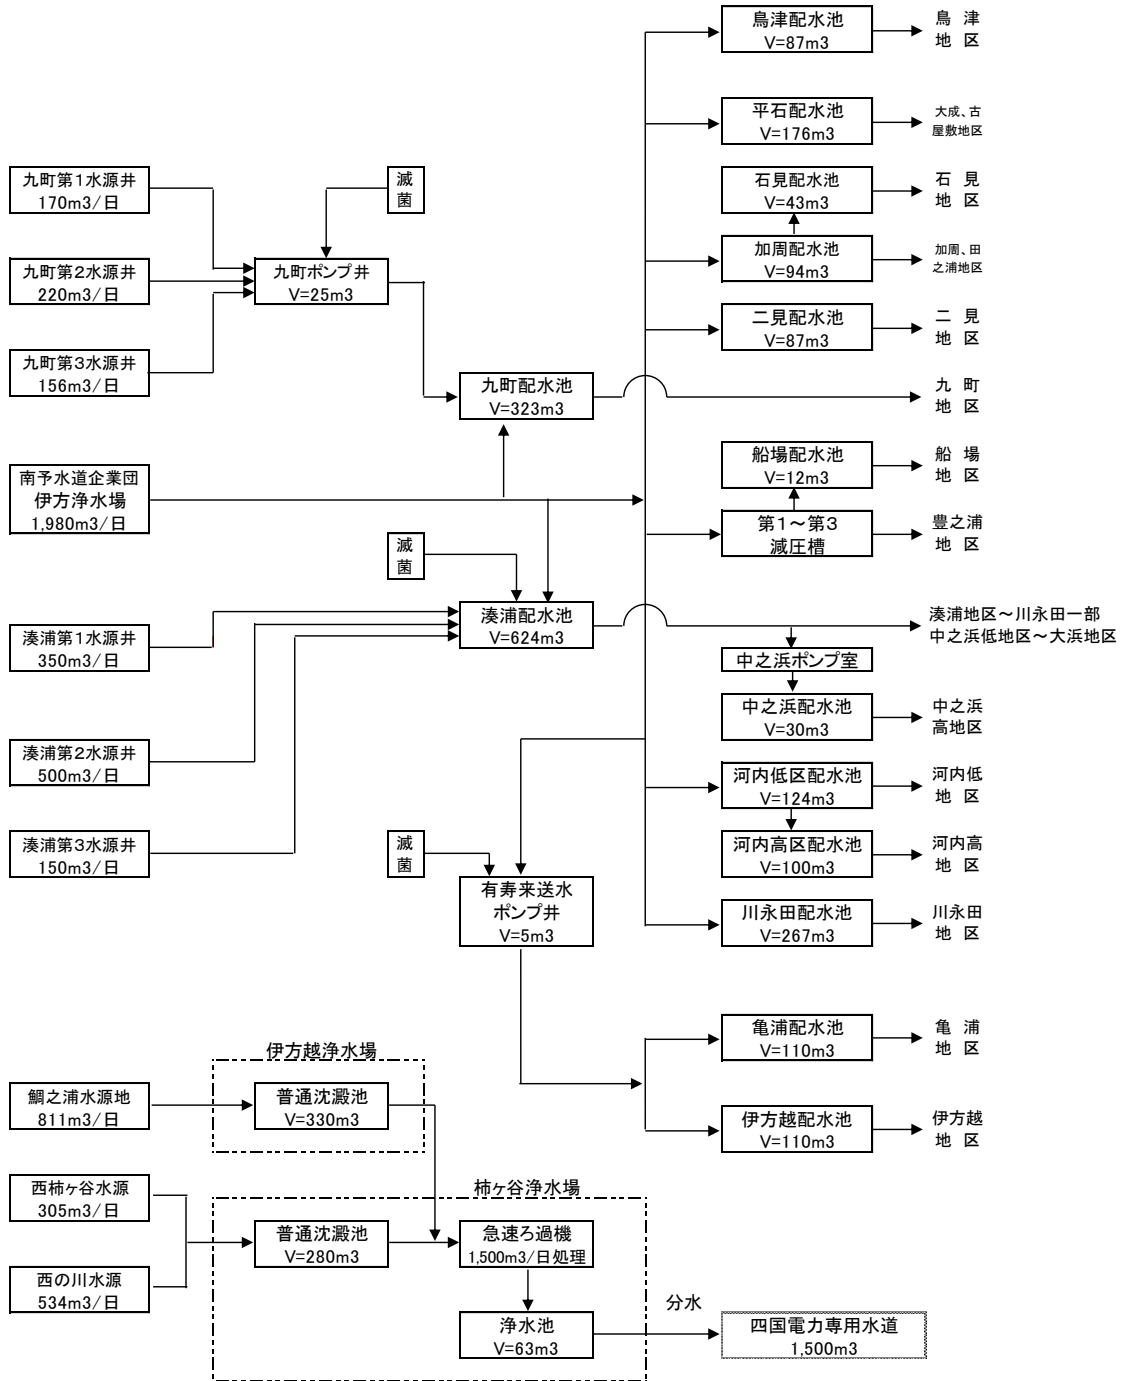 鳥津配水池
V=87m3
鳥 津
地 区
平石配水池
V=176m3
大成、古
屋敷地区
九町第1水源井
170m3/日
滅
菌
石見配水池
V=43m3
石 見
地 区
九町第2水源井
220m3/日
九町ポンプ井
V=25m3
加周配水池
V=94m3
加周、田
之浦地区
二見配水池
V=87m3
二 見
地 区
九町第3水源井
156m3/日
九町配水池
V=323m3
九 町
地 区
南予水道企業団
伊方浄水場
1,980m3/日
船場配水池
V=12m3
船 場
地 区
滅
菌
第1～第3
減圧槽
豊之浦
地 区
湊浦第1水源井
350m3/日
湊浦配水池
V=624m3
湊浦地区～川永田一部
中之浜低地区～大浜地区
中之浜ポンプ室
中之浜配水池
V=30m3
中之浜
高地区
湊浦第2水源井
500m3/日
河内低区配水池
V=124m3
河内低
地 区
湊浦第3水源井
150m3/日
滅
菌
河内高区配水池
V=100m3
河内高
地 区
有寿来送水
ポンプ井
V=5m3
川永田配水池
V=267m3
川永田
地 区
亀浦配水池
V=110m3
亀 浦
地 区
伊方越浄水場
鯛之浦水源地
811m3/日
普通沈澱池
V=330m3
伊方越配水池
V=110m3
伊方越
地 区
柿ヶ谷浄水場
西柿ヶ谷水源
305m3/日
普通沈澱池
V=280m3
急速ろ過機
1,500m3/日処理
西の川水源
534m3/日
浄水池
V=63m3
分水
四国電力専用水道
1,500m3